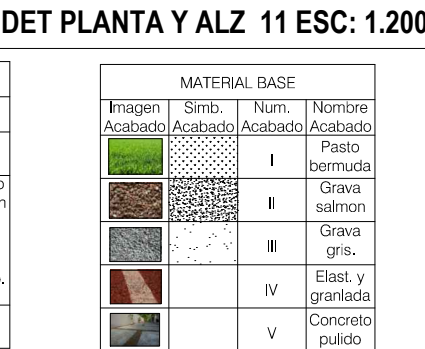 DET PLANTA Y ALZ 11 ESC: 1.200
MATERIAL BASE
Imagen Acabado
Simb. Acabado
Num. Acabado
Nombre Acabado
I
Pasto
bermuda
II
Grava
salmon
III
Grava
gris.
IV
Elast. y
granlada
V
Concreto
pulido